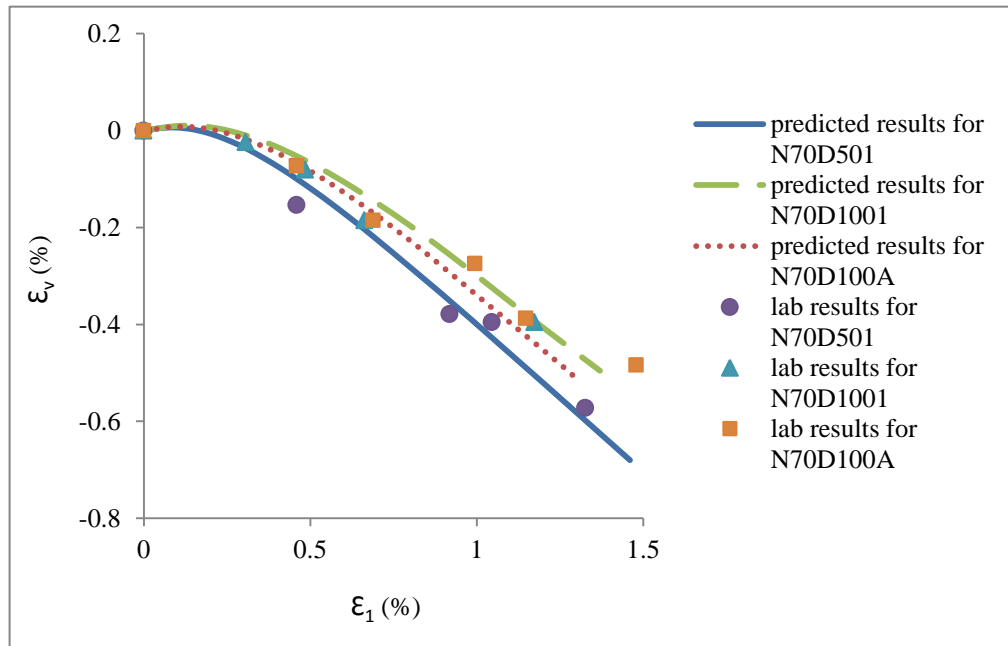 0.2
0
-0.2
-0.4
-0.6
-0.8
0
0.5
1
1.5
Ɛv (%)
Ɛ1 (%)
predicted results for
N70D501
predicted results for
N70D1001
predicted results for
N70D100A
lab results for
N70D501
lab results for
N70D1001
lab results for
N70D100A